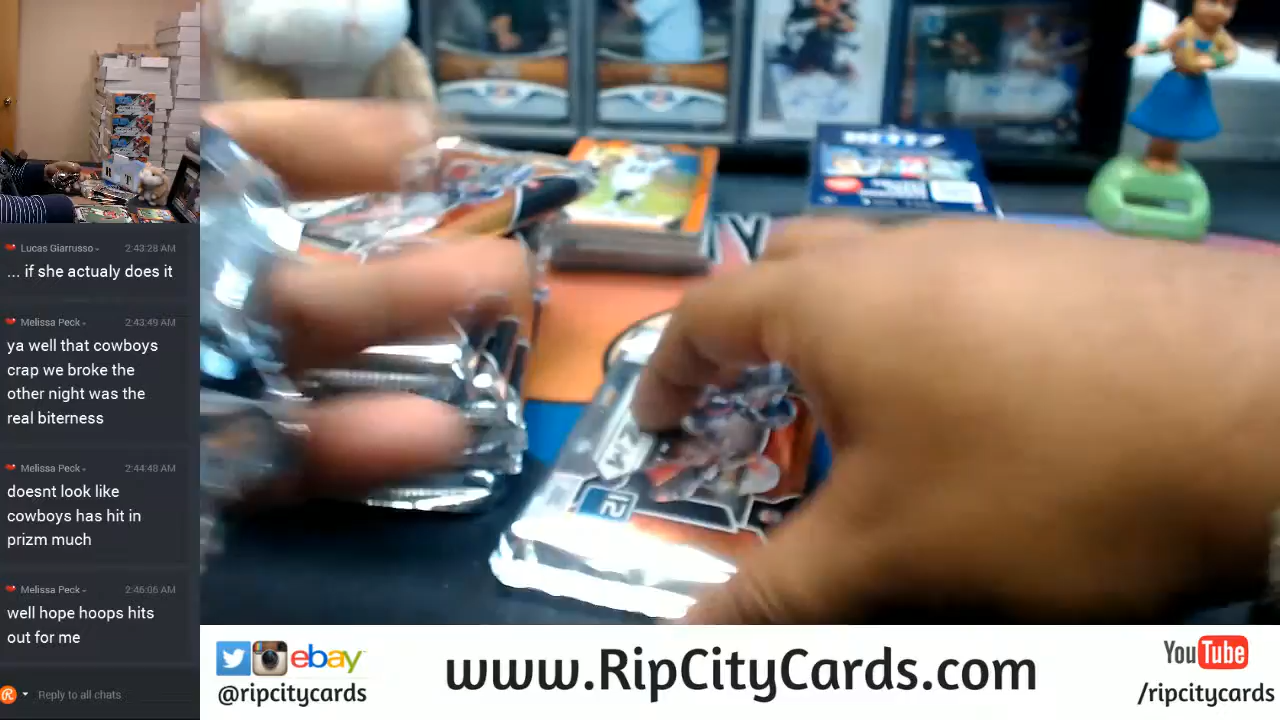 Lucas Giarrusso 2:43:28 AM
... if she actualy does it
Melissa Peck 2:43:49 AM
ya well that cowboys
crap we broke the
other night was the
real biterness
Melissa Peck 2:44:48 AM
doesnt look like
cowboys has hit in
prizm much
Melissa Peck 2:46:06 AM
well hope hoops hits
out for me
Reply to all chats
12
ebay
@ripcitycards
www.RipCityCards.com
YouTube
/ripcitycards